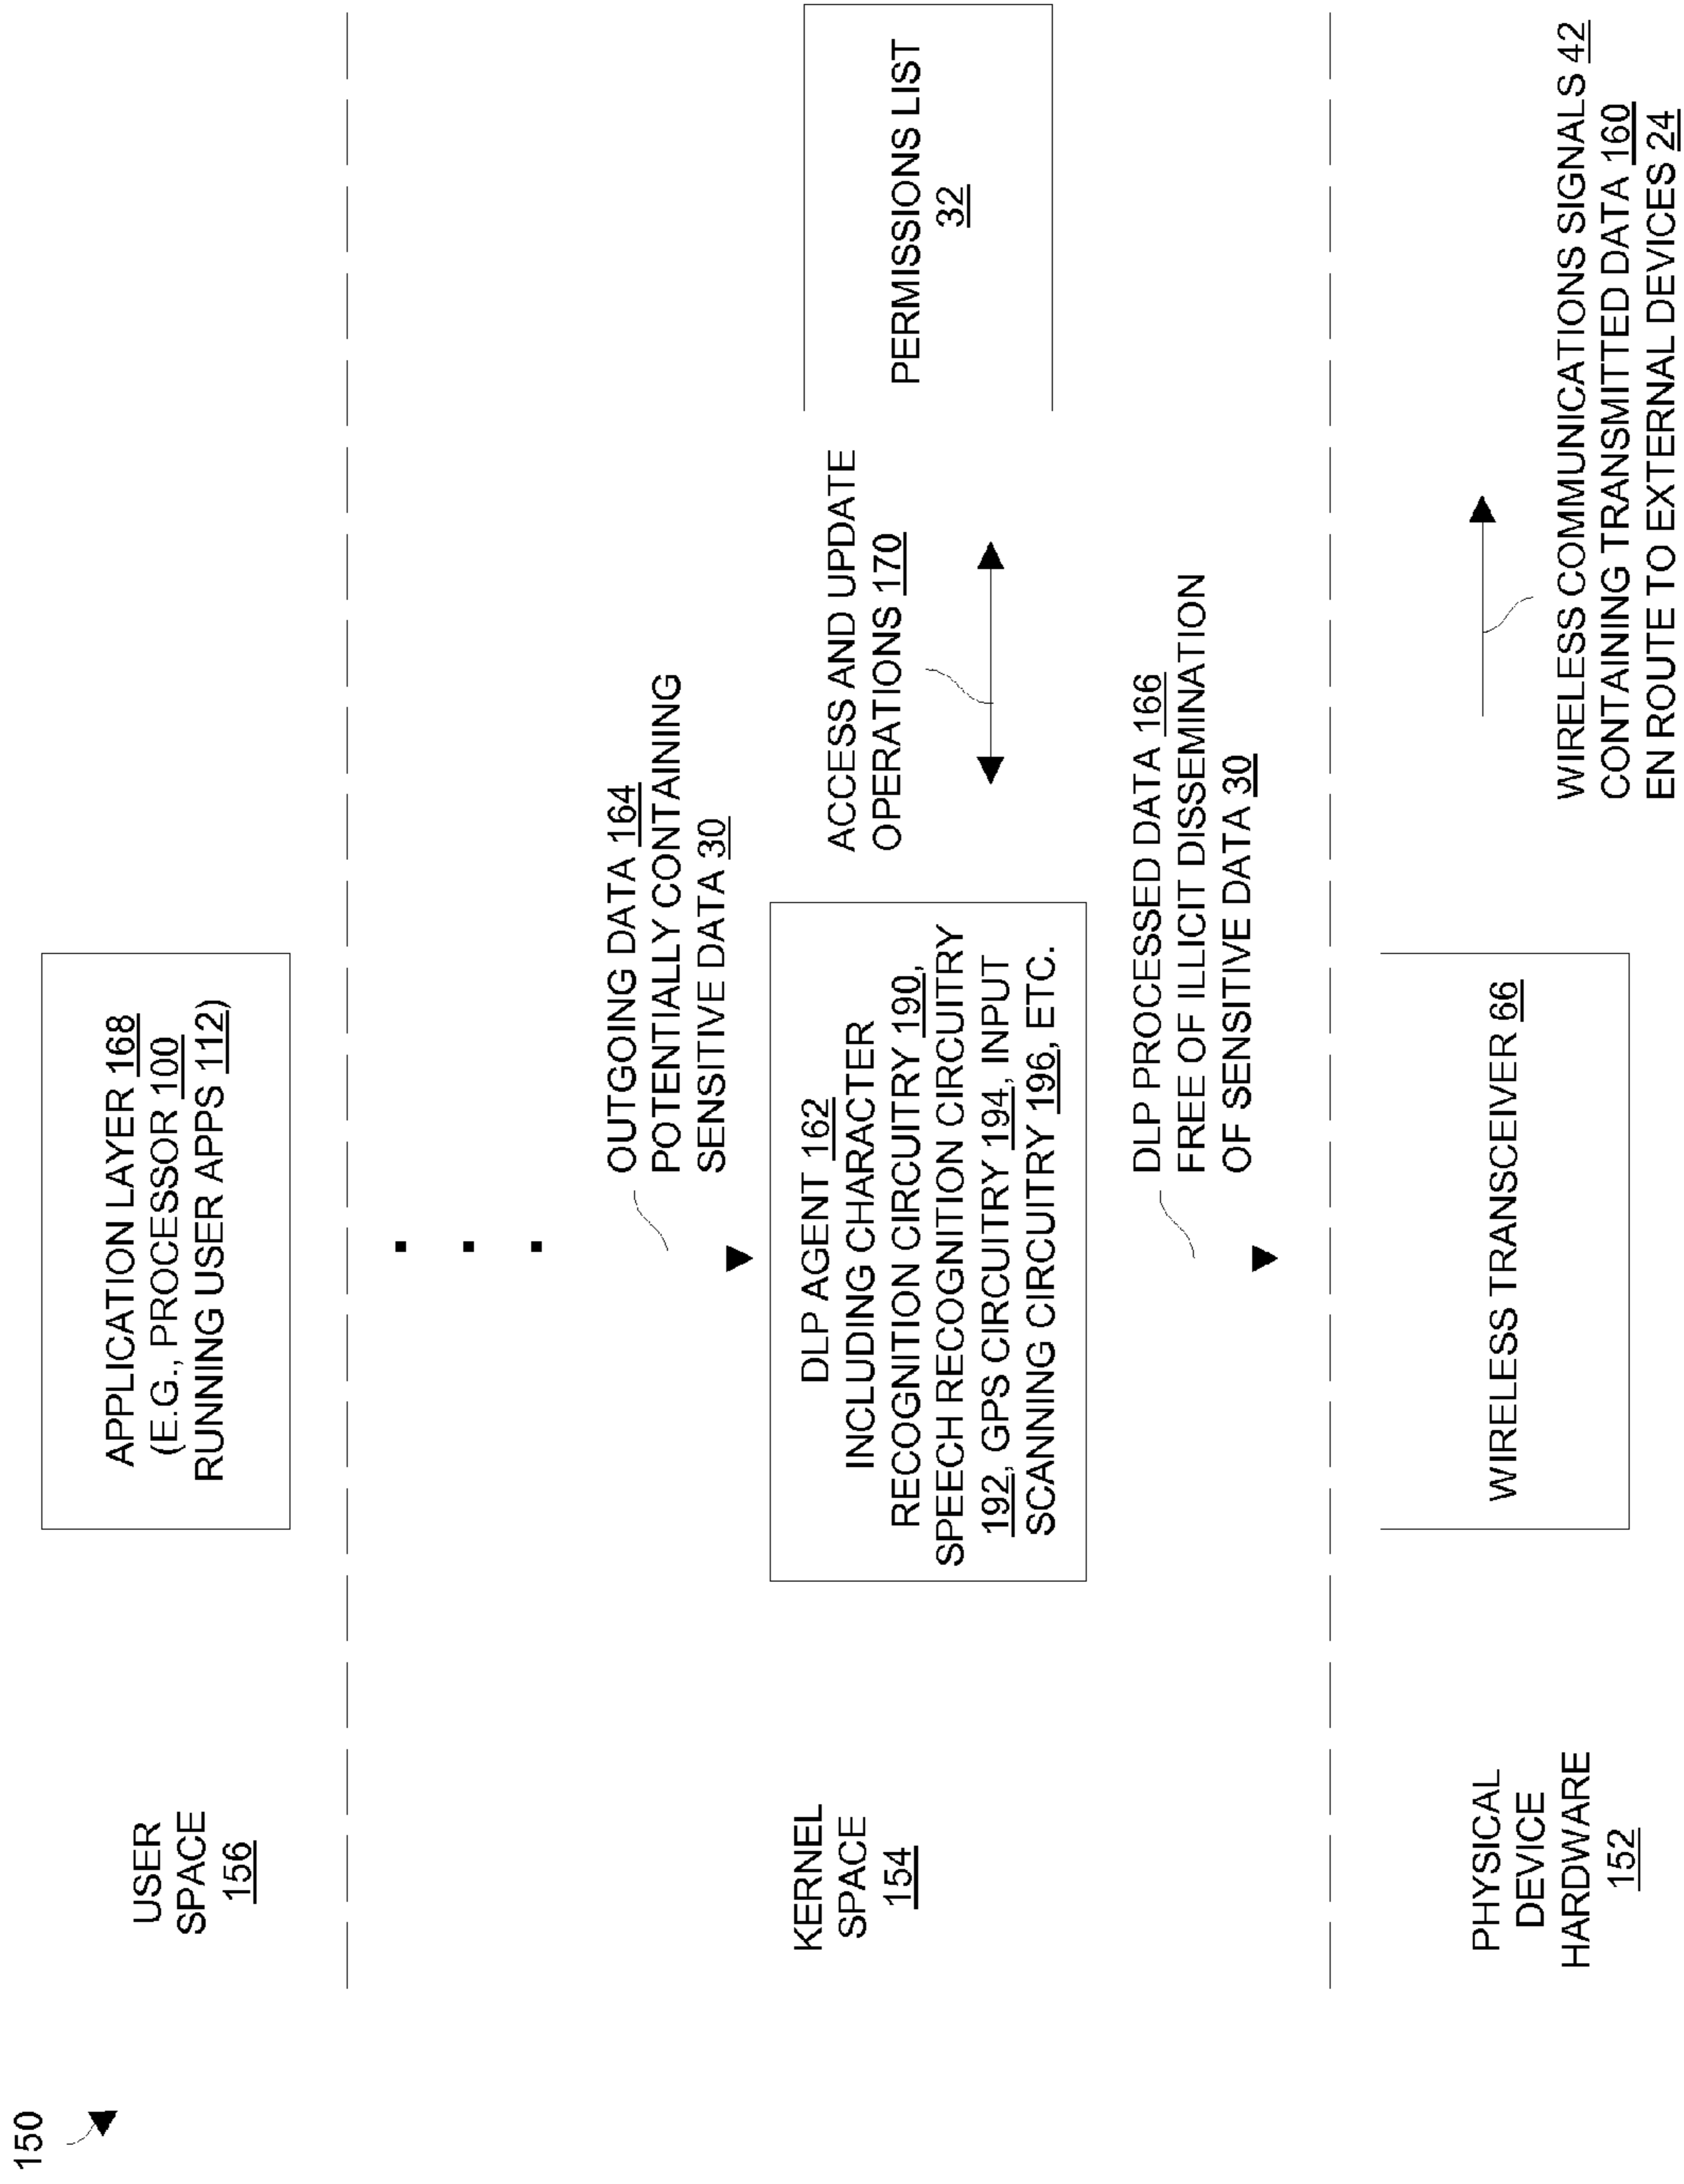 150
USER
SPACE
156
APPLICATION LAYER 168
(E.G., PROCESSOR 100
RUNNING USER APPS 112)
OUTGOING DATA 164
POTENTIALLY CONTAINING
SENSITIVE DATA 30
KERNEL
SPACE
154
DLP AGENT 162
INCLUDING CHARACTER
RECOGNITION CIRCUITRY 190,
SPEECH RECOGNITION CIRCUITRY
192, GPS CIRCUITRY 194, INPUT
SCANNING CIRCUITRY 196, ETC.
ACCESS AND UPDATE
OPERATIONS 170
PERMISSIONS LIST
32
DLP PROCESSED DATA 166
FREE OF ILLICIT DISSEMINATION
OF SENSITIVE DATA 30
PHYSICAL
DEVICE
HARDWARE
152
WIRELESS TRANSCEIVER 66
WIRELESS COMMUNICATIONS SIGNALS 42
CONTAINING TRANSMITTED DATA 160
EN ROUTE TO EXTERNAL DEVICES 24